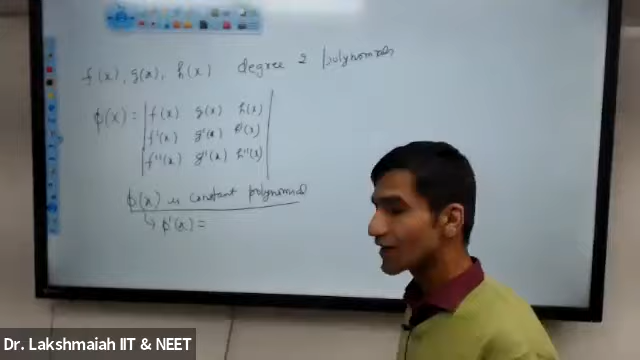 f(x), g(x), h(x) degree 2 polynomials
ϕ(x) = | f(x) g(x) h(x) |
| f'(x) g'(x) h'(x) |
| f''(x) g''(x) h''(x) |
ϕ(x) is constant polynomial
↳ ϕ'(x) =
Dr. Lakshmaiah IIT & NEET